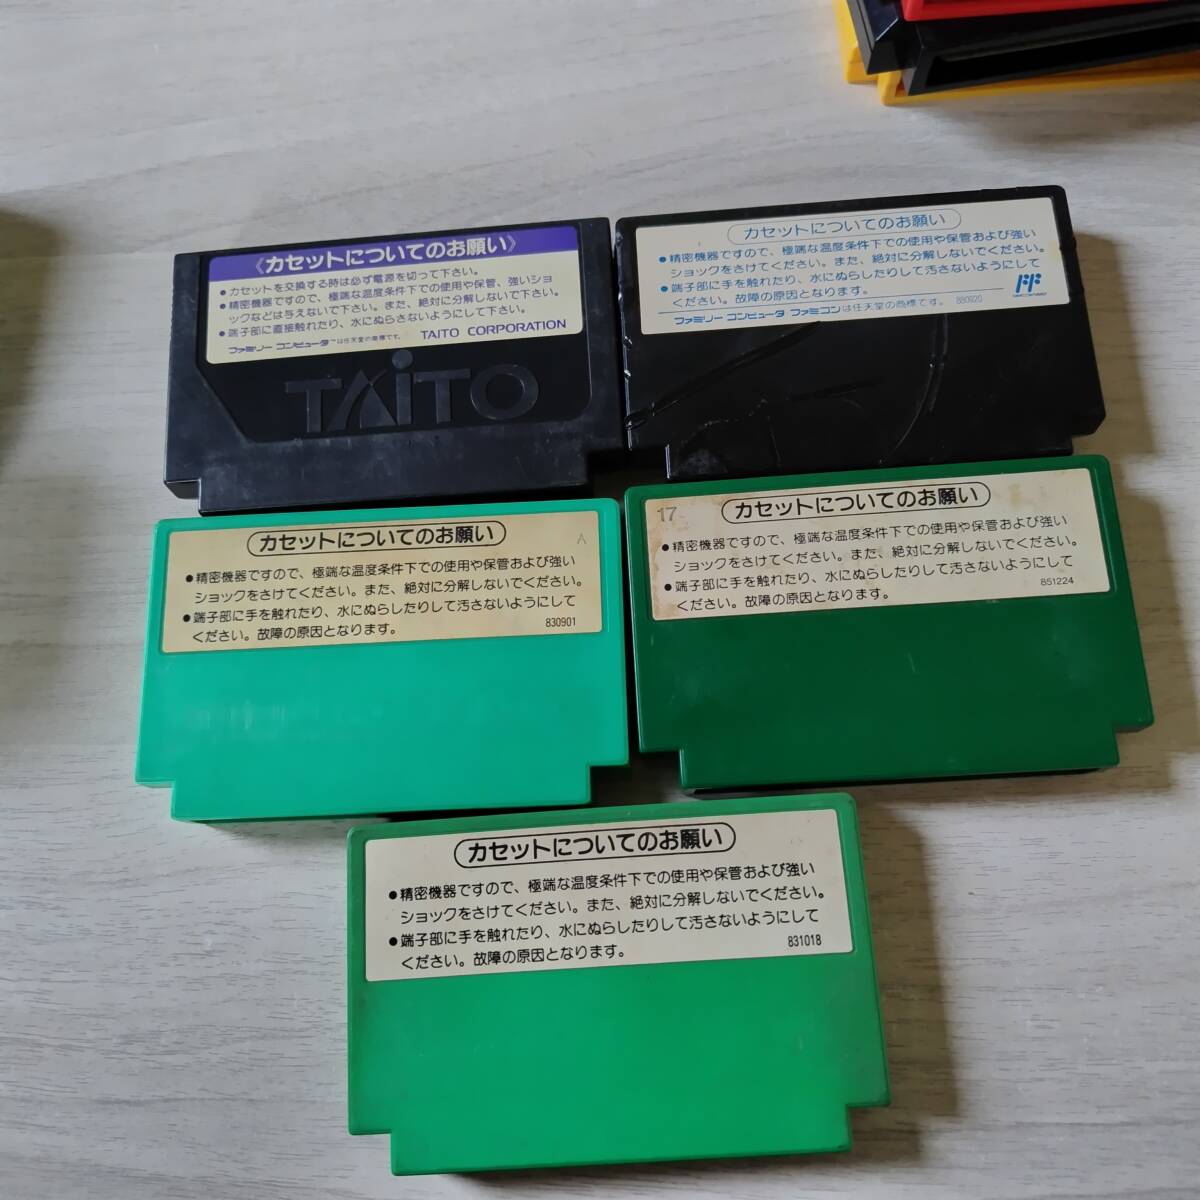 《カセットについてのお願い》
●カセットを交換する時は必ず電源を切って下さい。
●精密機器ですので、極端な温度条件下での使用や保管、強いショ
ックなどは与えないで下さい。また、絶対に分解しないで下さい。
●端子部に直接触れたり、水にぬらさないようにして下さい。
ファミリー コンピュータ™は任天堂の商標です。 TAITO CORPORATION
TAITO
カセットについてのお願い
●精密機器ですので、極端な温度条件下での使用や保管および強い
ショックをさけてください。また、絶対に分解しないでください。
●端子部に手を触れたり、水にぬらしたりして汚さないようにして
ください。故障の原因となります。
ファミリー コンピュータ ファミコンは任天堂の商標です。 880920
カセットについてのお願い
A
●精密機器ですので、極端な温度条件下での使用や保管および強い
ショックをさけてください。また、絶対に分解しないでください。
●端子部に手を触れたり、水にぬらしたりして汚さないようにして
ください。故障の原因となります。
830901
17
カセットについてのお願い
●精密機器ですので、極端な温度条件下での使用や保管および強い
ショックをさけてください。また、絶対に分解しないでください。
●端子部に手を触れたり、水にぬらしたりして汚さないようにして
ください。故障の原因となります。
851224
カセットについてのお願い
●精密機器ですので、極端な温度条件下での使用や保管および強い
ショックをさけてください。また、絶対に分解しないでください。
●端子部に手を触れたり、水にぬらしたりして汚さないようにして
ください。故障の原因となります。
831018